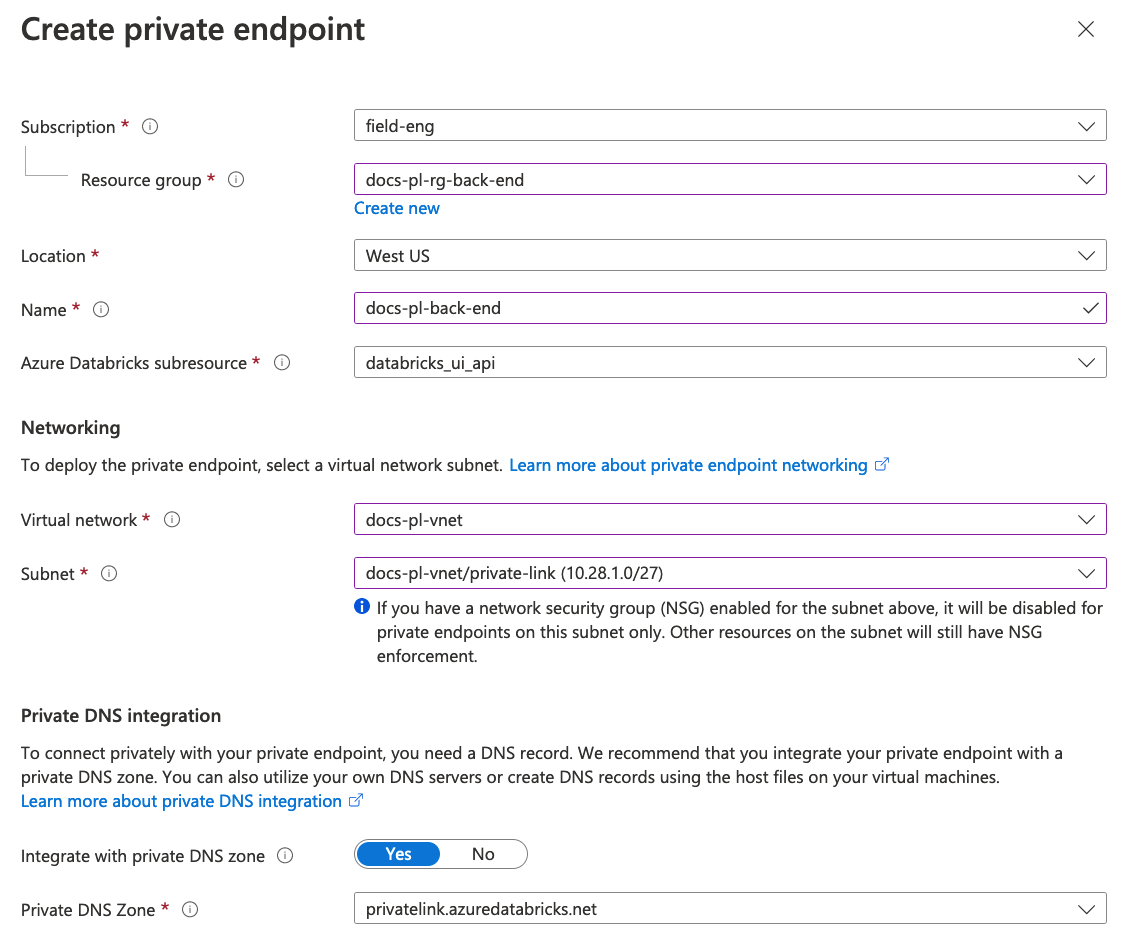 Create private endpoint
Subscription *
field-eng
Resource group *
docs-pl-rg-back-end
Create new
Location *
West US
Name *
docs-pl-back-end
Azure Databricks subresource *
databricks_ui_api
Networking
To deploy the private endpoint, select a virtual network subnet. Learn more about private endpoint networking
Virtual network *
docs-pl-vnet
Subnet *
docs-pl-vnet/private-link (10.28.1.0/27)
If you have a network security group (NSG) enabled for the subnet above, it will be disabled for
private endpoints on this subnet only. Other resources on the subnet will still have NSG
enforcement.
Private DNS integration
To connect privately with your private endpoint, you need a DNS record. We recommend that you integrate your private endpoint with a
private DNS zone. You can also utilize your own DNS servers or create DNS records using the host files on your virtual machines.
Learn more about private DNS integration
Integrate with private DNS zone
Yes No
Private DNS Zone *
privatelink.azuredatabricks.net